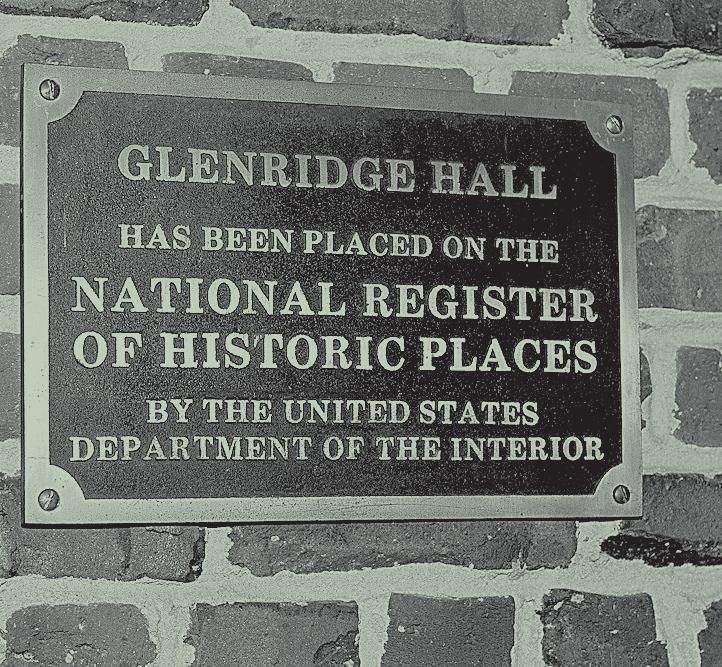 GLENRIDGE HALL
HAS BEEN PLACED ON THE
NATIONAL REGISTER
OF HISTORIC PLACES
BY THE UNITED STATES
DEPARTMENT OF THE INTERIOR